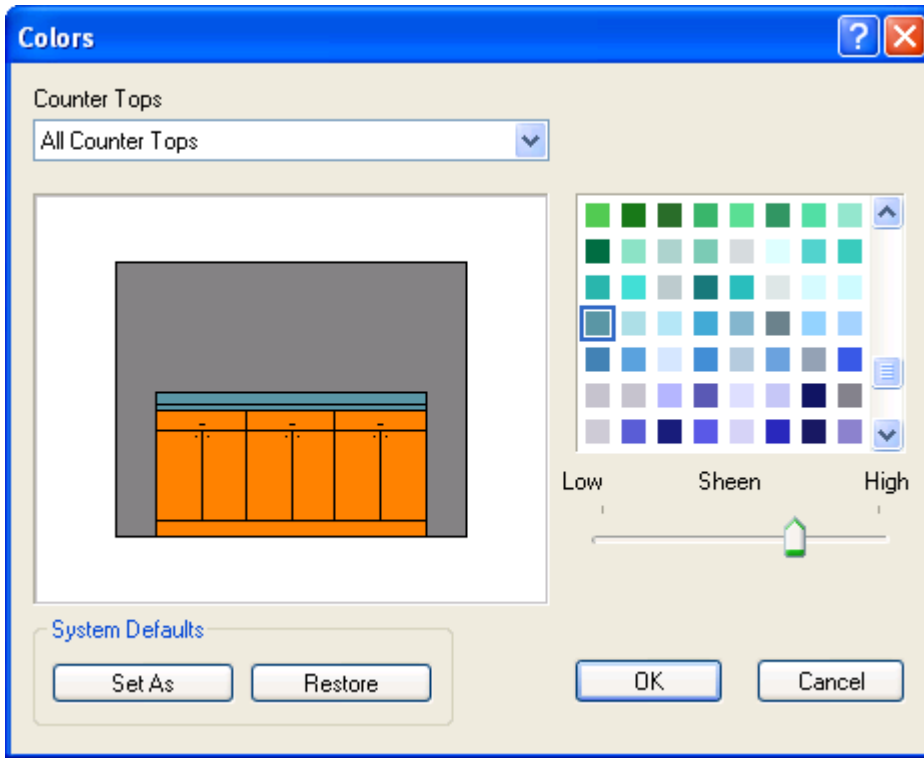 Colors
Counter Tops
All Counter Tops
Low Sheen High
System Defaults
Set As Restore
OK Cancel